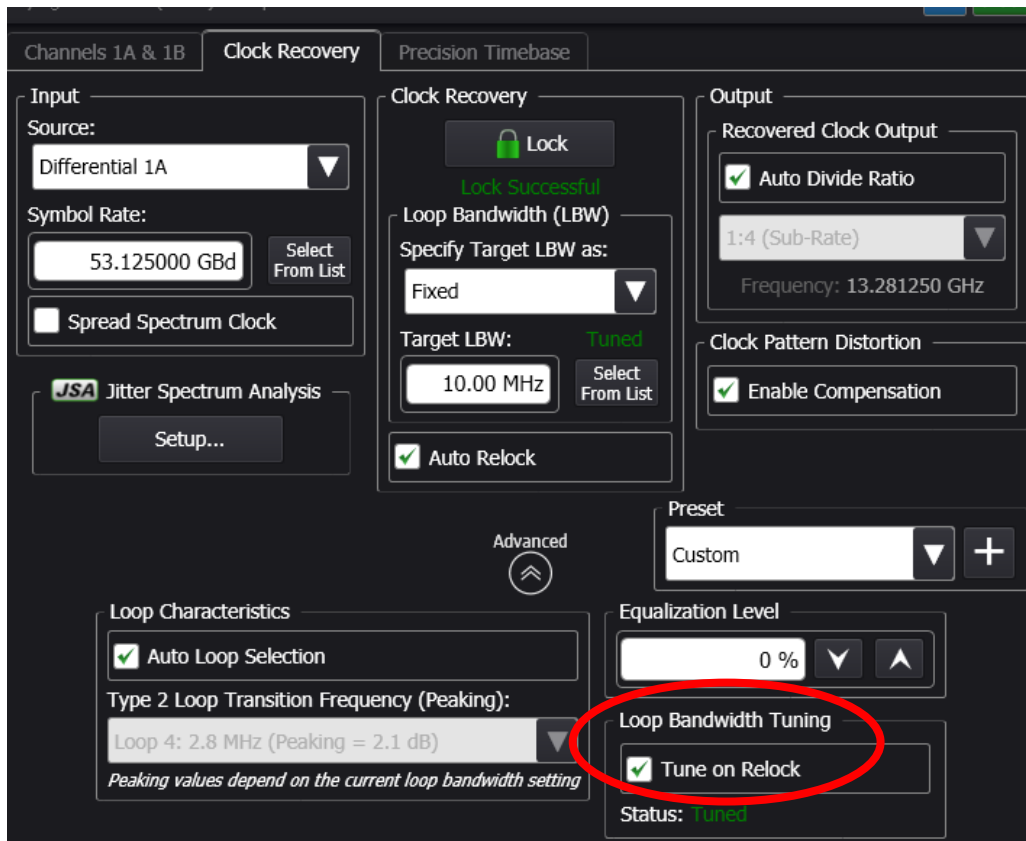 Channels 1A & 1B
Clock Recovery
Precision Timebase
Input
Source:
Differential 1A
Symbol Rate:
53.125000 GBd
Select
From List
Spread Spectrum Clock
JSA Jitter Spectrum Analysis
Setup...
Clock Recovery
Lock
Lock Successful
Loop Bandwidth (LBW)
Specify Target LBW as:
Fixed
Target LBW:
Tuned
10.00 MHz
Select
From List
Auto Relock
Output
Recovered Clock Output
Auto Divide Ratio
1:4 (Sub-Rate)
Frequency: 13.281250 GHz
Clock Pattern Distortion
Enable Compensation
Preset
Custom
Advanced
Loop Characteristics
Auto Loop Selection
Type 2 Loop Transition Frequency (Peaking):
Loop 4: 2.8 MHz (Peaking = 2.1 dB)
Peaking values depend on the current loop bandwidth setting
Equalization Level
0 %
Loop Bandwidth Tuning
Tune on Relock
Status: Tuned